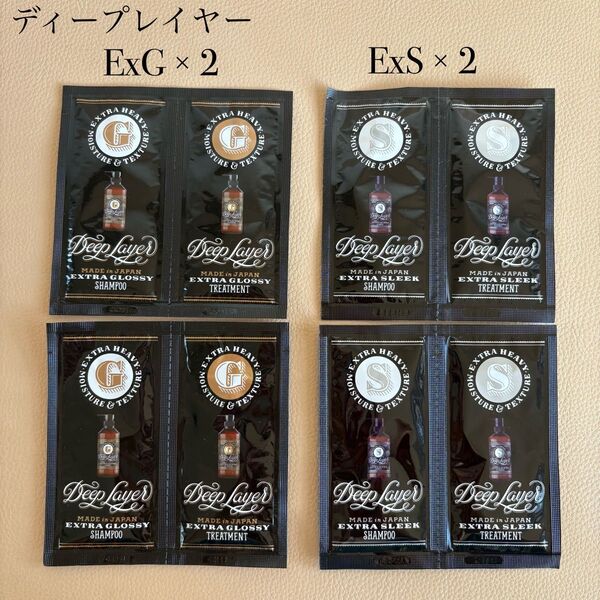 ディープレイヤー
ExG × 2
ExS × 2
EXTRA HEAVY
G
MOISTURE & TEXTURE
Deep Layer
MADE in JAPAN
EXTRA GLOSSY
SHAMPOO
EXTRA HEAVY
G
MOISTURE & TEXTURE
Deep Layer
MADE in JAPAN
EXTRA GLOSSY
TREATMENT
EXTRA HEAVY
S
MOISTURE & TEXTURE
Deep Layer
MADE in JAPAN
EXTRA SLEEK
SHAMPOO
EXTRA HEAVY
S
MOISTURE & TEXTURE
Deep Layer
MADE in JAPAN
EXTRA SLEEK
TREATMENT
EXTRA HEAVY
G
MOISTURE & TEXTURE
Deep Layer
MADE in JAPAN
EXTRA GLOSSY
SHAMPOO
EXTRA HEAVY
G
MOISTURE & TEXTURE
Deep Layer
MADE in JAPAN
EXTRA GLOSSY
TREATMENT
EXTRA HEAVY
S
MOISTURE & TEXTURE
Deep Layer
MADE in JAPAN
EXTRA SLEEK
SHAMPOO
EXTRA HEAVY
S
MOISTURE & TEXTURE
Deep Layer
MADE in JAPAN
EXTRA SLEEK
TREATMENT